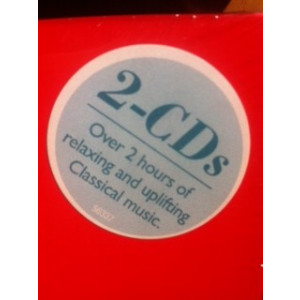 2-CDs
Over 2 hours of
relaxing and uplifting
Classical music.